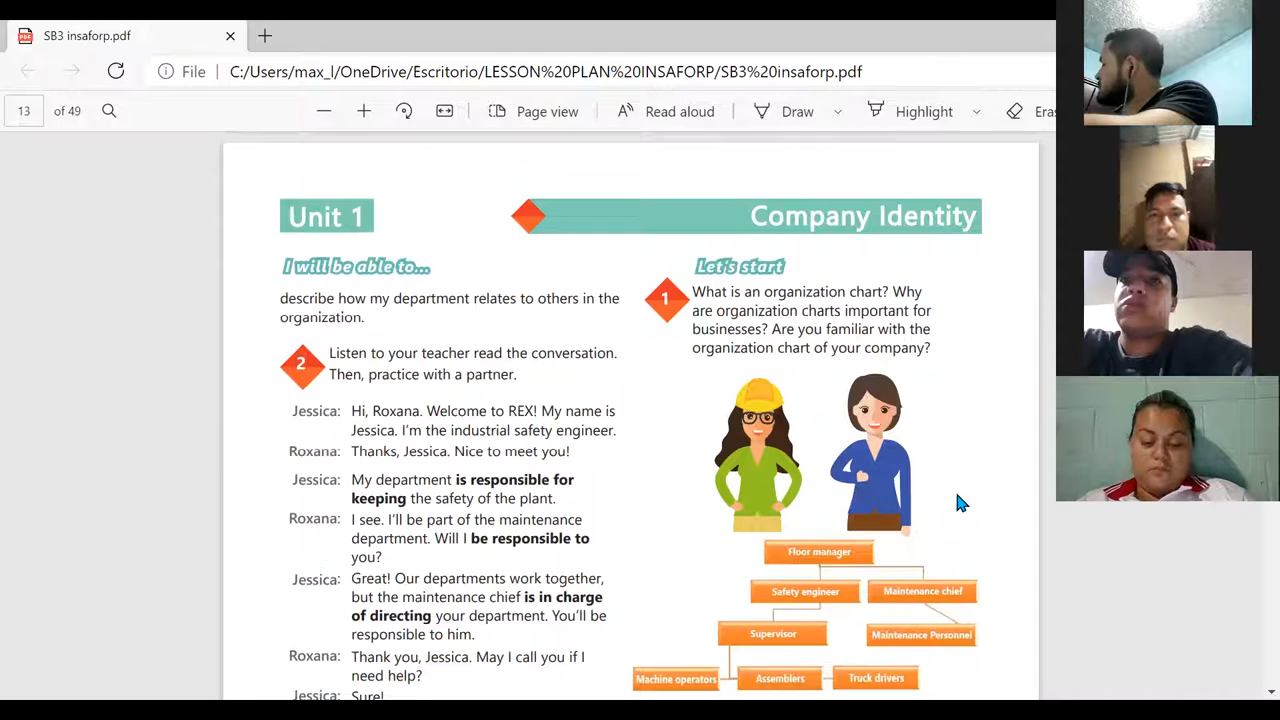 SB3 insaforp.pdf
File
C:/Users/max_l/OneDrive/Escritorio/LESSON%20PLAN%20INSAFORP/SB3%20insaforp.pdf
13 of 49
Page view
Read aloud
Draw
Highlight
Eras
Unit 1
Company Identity
I will be able to...
describe how my department relates to others in the
organization.
2
Listen to your teacher read the conversation.
Then, practice with a partner.
Jessica: Hi, Roxana. Welcome to REX! My name is
Jessica. I'm the industrial safety engineer.
Roxana: Thanks, Jessica. Nice to meet you!
Jessica: My department is responsible for
keeping the safety of the plant.
Roxana: I see. I'll be part of the maintenance
department. Will I be responsible to
you?
Jessica: Great! Our departments work together,
but the maintenance chief is in charge
of directing your department. You'll be
responsible to him.
Roxana: Thank you, Jessica. May I call you if I
need help?
Jessica: Sure!
Let's start
1
What is an organization chart? Why
are organization charts important for
businesses? Are you familiar with the
organization chart of your company?
Floor manager
Safety engineer
Maintenance chief
Supervisor
Maintenance Personnel
Machine operators
Assemblers
Truck drivers